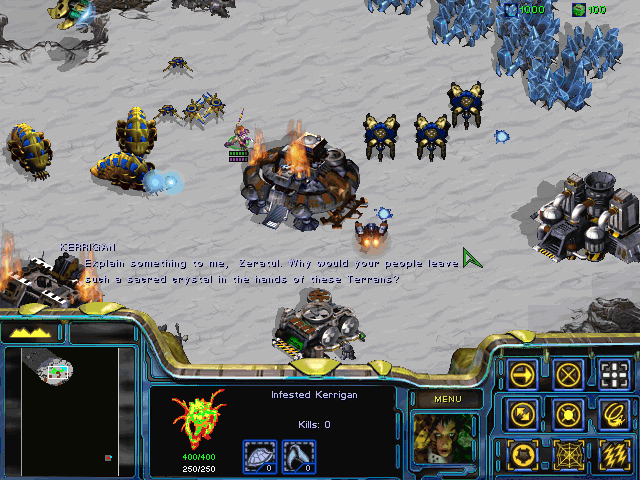 1000
100
KERRIGAN
Explain something to me, Zeratul. Why would your people leave
such a sacred crystal in the hands of these Terrans?
Infested Kerrigan
MENU
Kills: 0
400/400
250/250
0
0